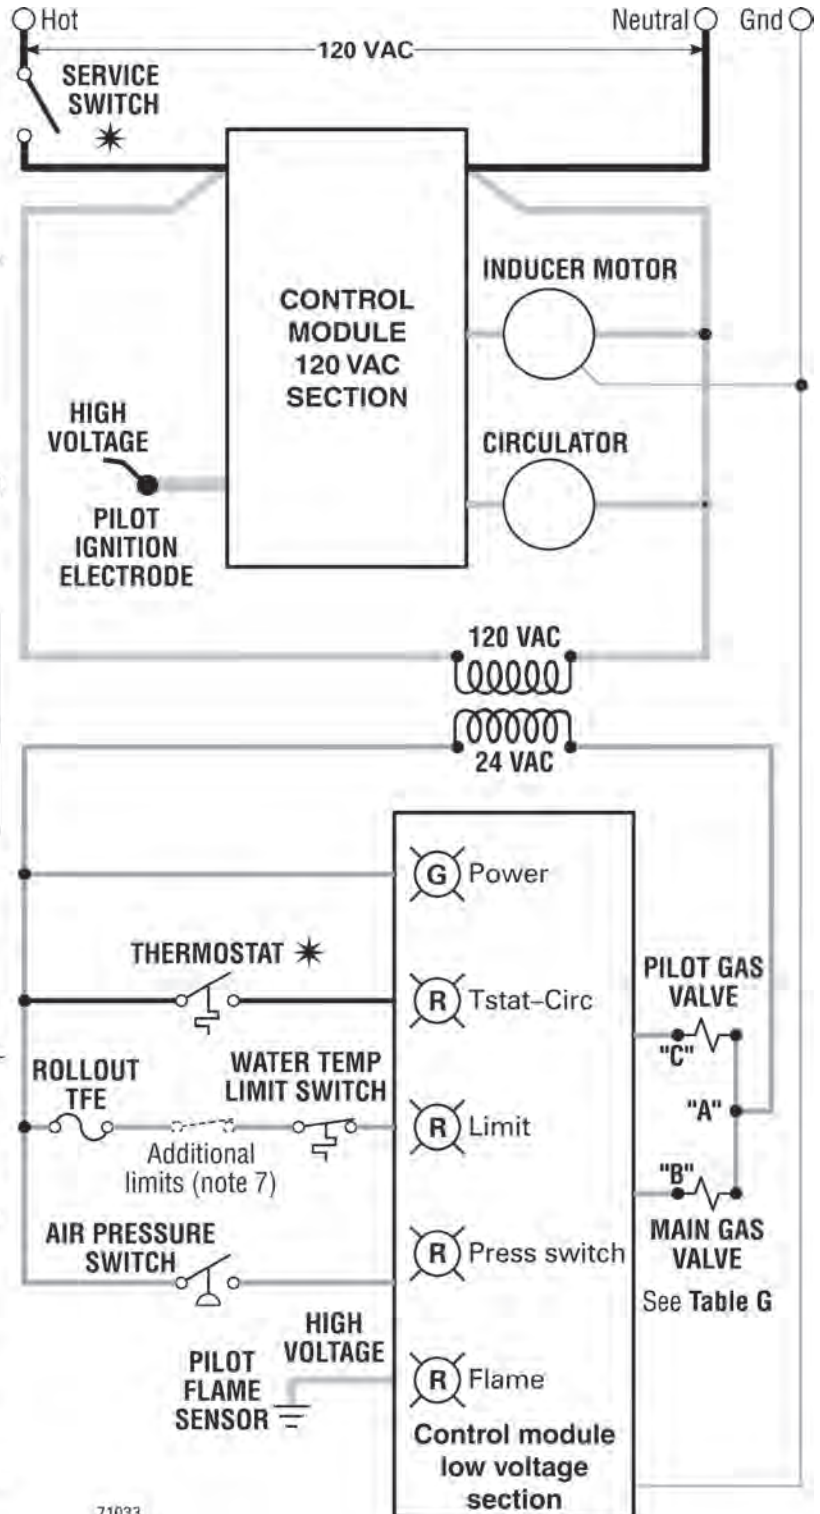 Hot
Neutral
Gnd
120 VAC
SERVICE
SWITCH
CONTROL
MODULE
120 VAC
SECTION
INDUCER MOTOR
HIGH
VOLTAGE
CIRCULATOR
PILOT
IGNITION
ELECTRODE
120 VAC
24 VAC
G Power
THERMOSTAT
R Tstat–Circ
PILOT GAS
VALVE
"C"
ROLLOUT
TFE
WATER TEMP
LIMIT SWITCH
"A"
R Limit
Additional
limits (note 7)
"B"
MAIN GAS
VALVE
AIR PRESSURE
SWITCH
R Press switch
See Table G
HIGH
VOLTAGE
PILOT
FLAME
SENSOR
R Flame
Control module
low voltage
section
71033